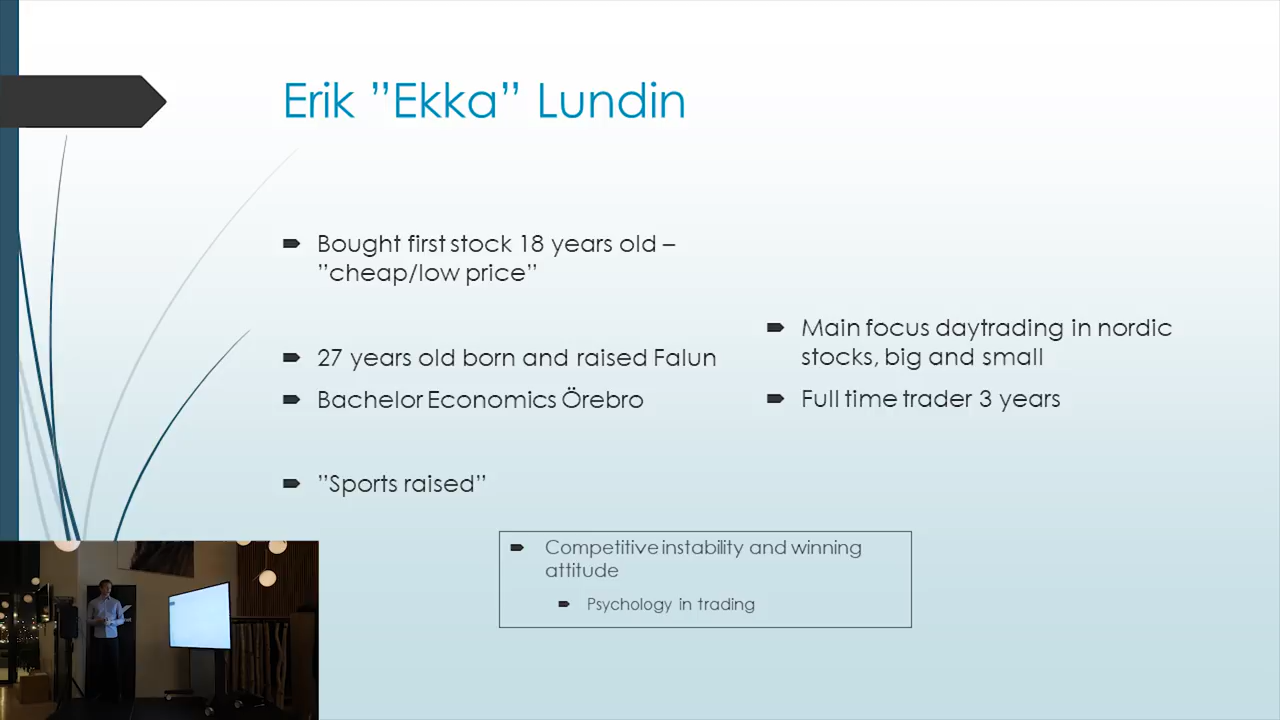 Erik ”Ekka” Lundin
Bought first stock 18 years old –
”cheap/low price”
27 years old born and raised Falun
Bachelor Economics Örebro
”Sports raised”
Main focus daytrading in nordic
stocks, big and small
Full time trader 3 years
Competitive instability and winning
attitude
Psychology in trading